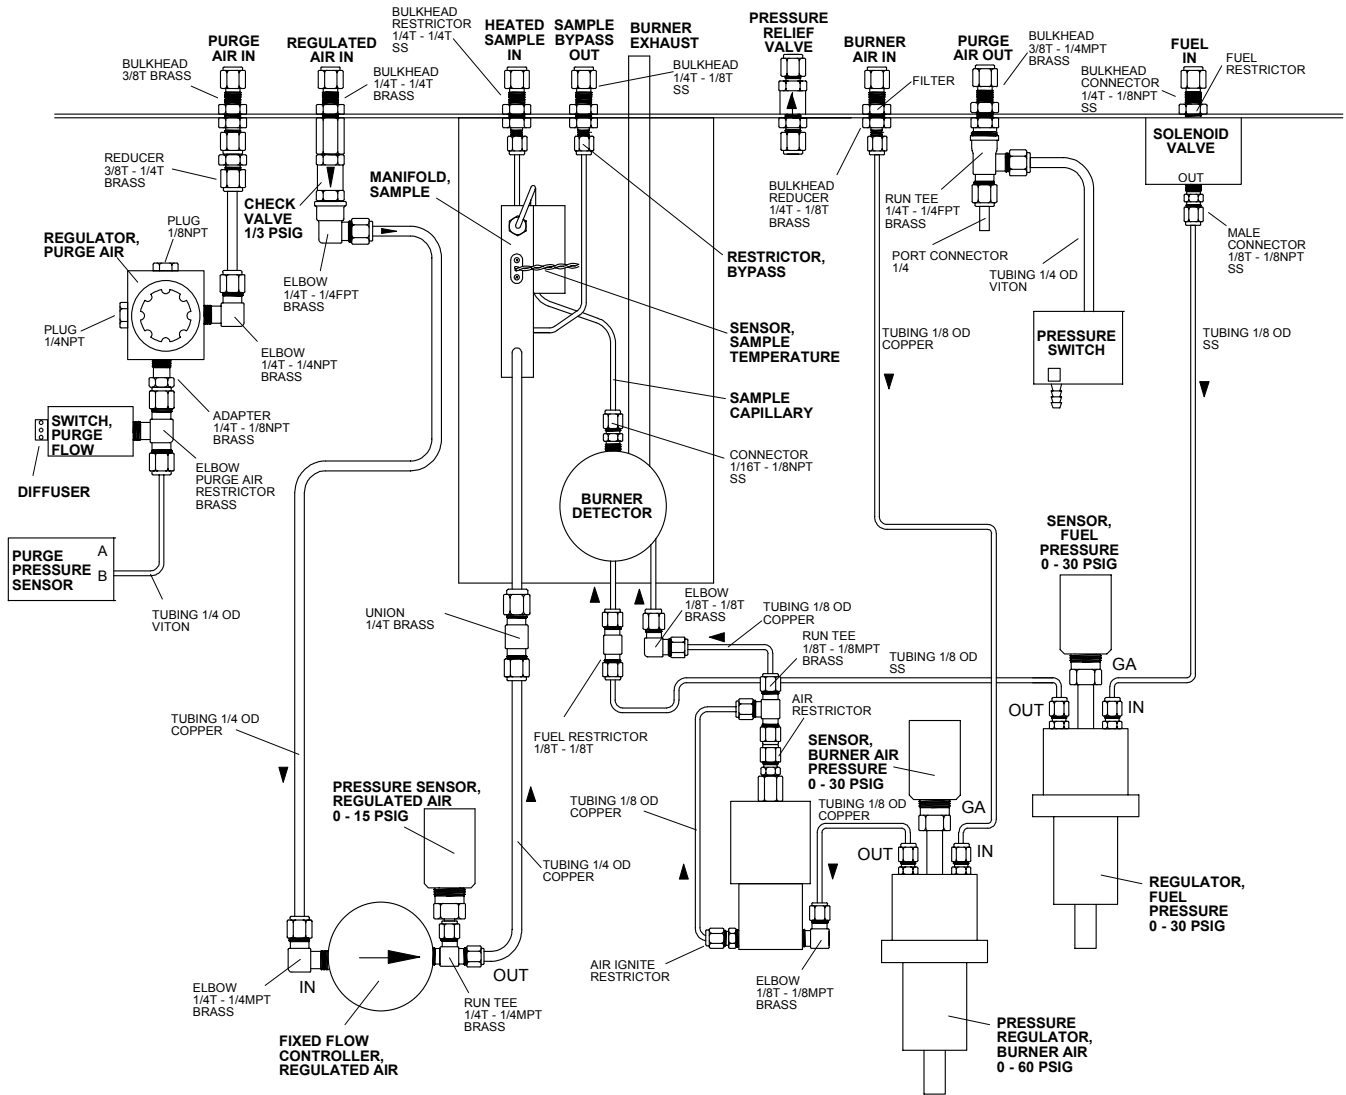 PURGE
AIR IN
REGULATED
AIR IN
BULKHEAD
RESTRICTOR
1/4T - 1/4T
SS
HEATED
SAMPLE
IN
SAMPLE
BYPASS
OUT
BURNER
EXHAUST
PRESSURE
RELIEF
VALVE
BURNER
AIR IN
PURGE
AIR OUT
BULKHEAD
3/8T - 1/4MPT
BRASS
FUEL
IN
FUEL
RESTRICTOR
BULKHEAD
3/8T BRASS
BULKHEAD
1/4T - 1/4T
BRASS
BULKHEAD
1/4T - 1/8T
SS
FILTER
BULKHEAD
CONNECTOR
1/4T - 1/8NPT
SS
SOLENOID
VALVE
OUT
REDUCER
3/8T - 1/4T
BRASS
CHECK
VALVE
1/3 PSIG
MANIFOLD,
SAMPLE
BULKHEAD
REDUCER
1/4T - 1/8T
BRASS
RUN TEE
1/4T - 1/4FPT
BRASS
PORT CONNECTOR
1/4
TUBING 1/4 OD
VITON
MALE
CONNECTOR
1/8T - 1/8NPT
SS
PLUG
1/8NPT
REGULATOR,
PURGE AIR
ELBOW
1/4T - 1/4FPT
BRASS
RESTRICTOR,
BYPASS
PLUG
1/4NPT
ELBOW
1/4T - 1/4NPT
BRASS
SENSOR,
SAMPLE
TEMPERATURE
TUBING 1/8 OD
COPPER
PRESSURE
SWITCH
TUBING 1/8 OD
SS
SWITCH,
PURGE
FLOW
ADAPTER
1/4T - 1/8NPT
BRASS
SAMPLE
CAPILLARY
DIFFUSER
ELBOW
PURGE AIR
RESTRICTOR
BRASS
CONNECTOR
1/16T - 1/8NPT
SS
BURNER
DETECTOR
SENSOR,
FUEL
PRESSURE
0 - 30 PSIG
PURGE
PRESSURE
SENSOR
A
B
TUBING 1/4 OD
VITON
UNION
1/4T BRASS
ELBOW
1/8T - 1/8T
BRASS
TUBING 1/8 OD
COPPER
RUN TEE
1/8T - 1/8MPT
BRASS
TUBING 1/8 OD
SS
GA
OUT
IN
TUBING 1/4 OD
COPPER
FUEL RESTRICTOR
1/8T - 1/8T
AIR
RESTRICTOR
SENSOR,
BURNER AIR
PRESSURE
0 - 30 PSIG
PRESSURE SENSOR,
REGULATED AIR
0 - 15 PSIG
TUBING 1/8 OD
COPPER
TUBING 1/8 OD
COPPER
GA
OUT
IN
TUBING 1/4 OD
COPPER
REGULATOR,
FUEL
PRESSURE
0 - 30 PSIG
IN
OUT
ELBOW
1/4T - 1/4MPT
BRASS
RUN TEE
1/4T - 1/4MPT
BRASS
AIR IGNITE
RESTRICTOR
ELBOW
1/8T - 1/8MPT
BRASS
FIXED FLOW
CONTROLLER,
REGULATED AIR
PRESSURE
REGULATOR,
BURNER AIR
0 - 60 PSIG